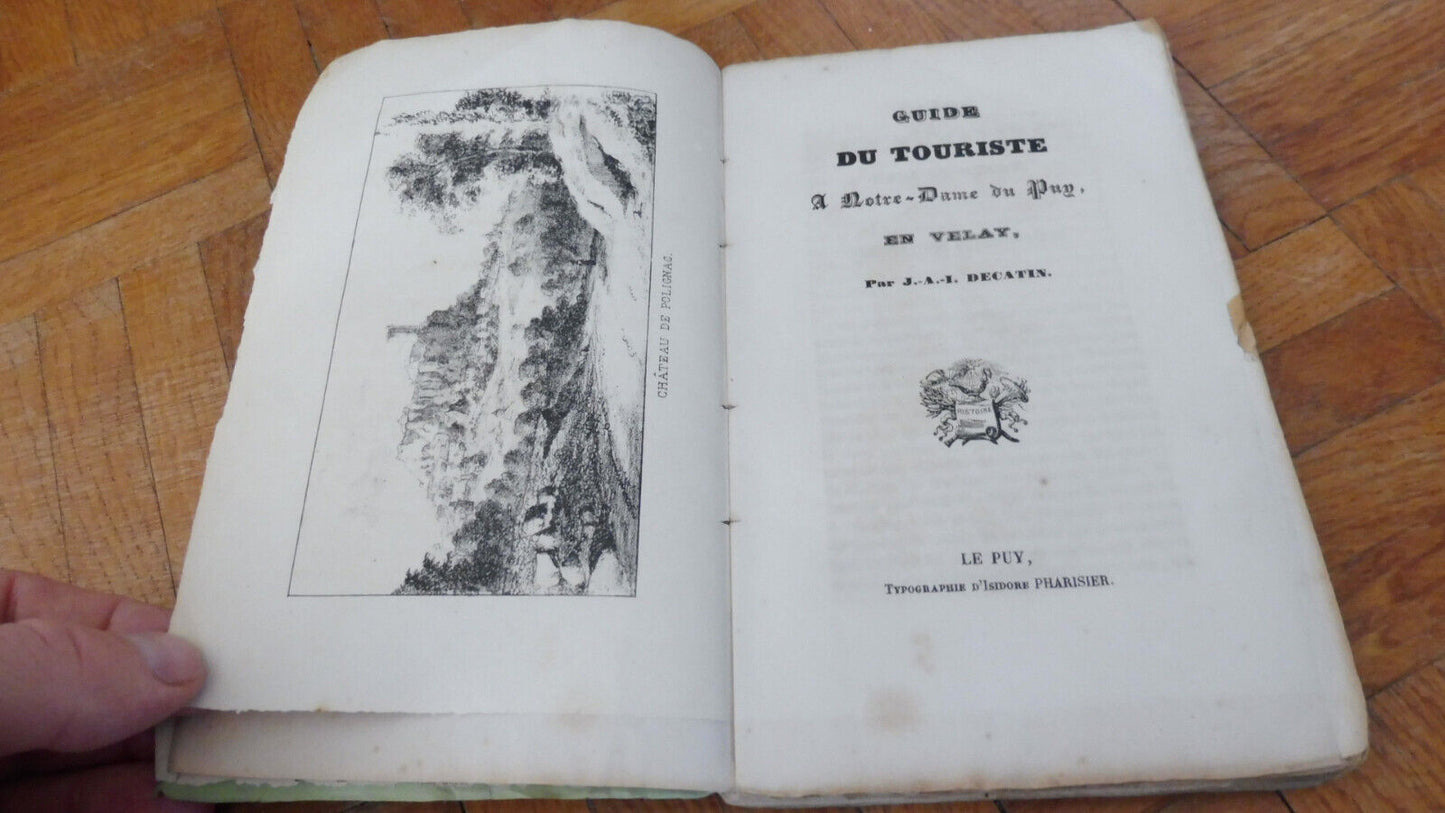 CHÂTEAU DE POLIGNAC.
GUIDE
DU TOURISTE
A Notre-Dame du Puy,
EN VELAY,
Par J.-A.-I. DECATIN.
HISTOIRE
LE PUY,
TYPOGRAPHIE D'ISIDORE PHARISIER.